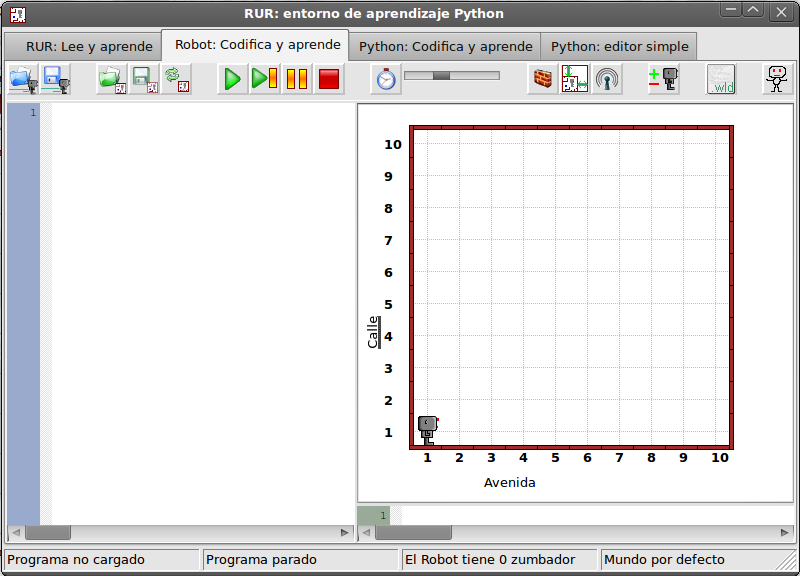 RUR: entorno de aprendizaje Python
RUR: Lee y aprende
Robot: Codifica y aprende
Python: Codifica y aprende
Python: editor simple
.wld
1
10
9
8
7
6
5
4
3
2
1
Calle
1 2 3 4 5 6 7 8 9 10
Avenida
1
Programa no cargado
Programa parado
El Robot tiene 0 zumbador
Mundo por defecto